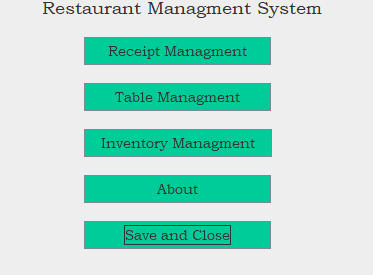 Restaurant Managment System
Receipt Managment
Table Managment
Inventory Managment
About
Save and Close